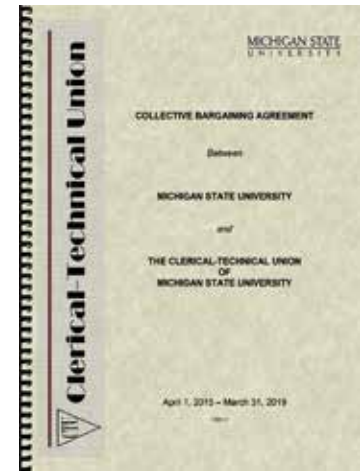 MICHIGAN STATE
UNIVERSITY
Clerical-Technical Union
CTU
COLLECTIVE BARGAINING AGREEMENT
Between
MICHIGAN STATE UNIVERSITY
and
THE CLERICAL-TECHNICAL UNION
OF
MICHIGAN STATE UNIVERSITY
April 1, 2015 – March 31, 2019